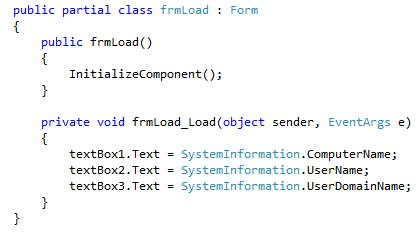 public partial class frmLoad : Form
{
    public frmLoad()
    {
        InitializeComponent();
    }

    private void frmLoad_Load(object sender, EventArgs e)
    {
        textBox1.Text = SystemInformation.ComputerName;
        textBox2.Text = SystemInformation.UserName;
        textBox3.Text = SystemInformation.UserDomainName;
    }
}